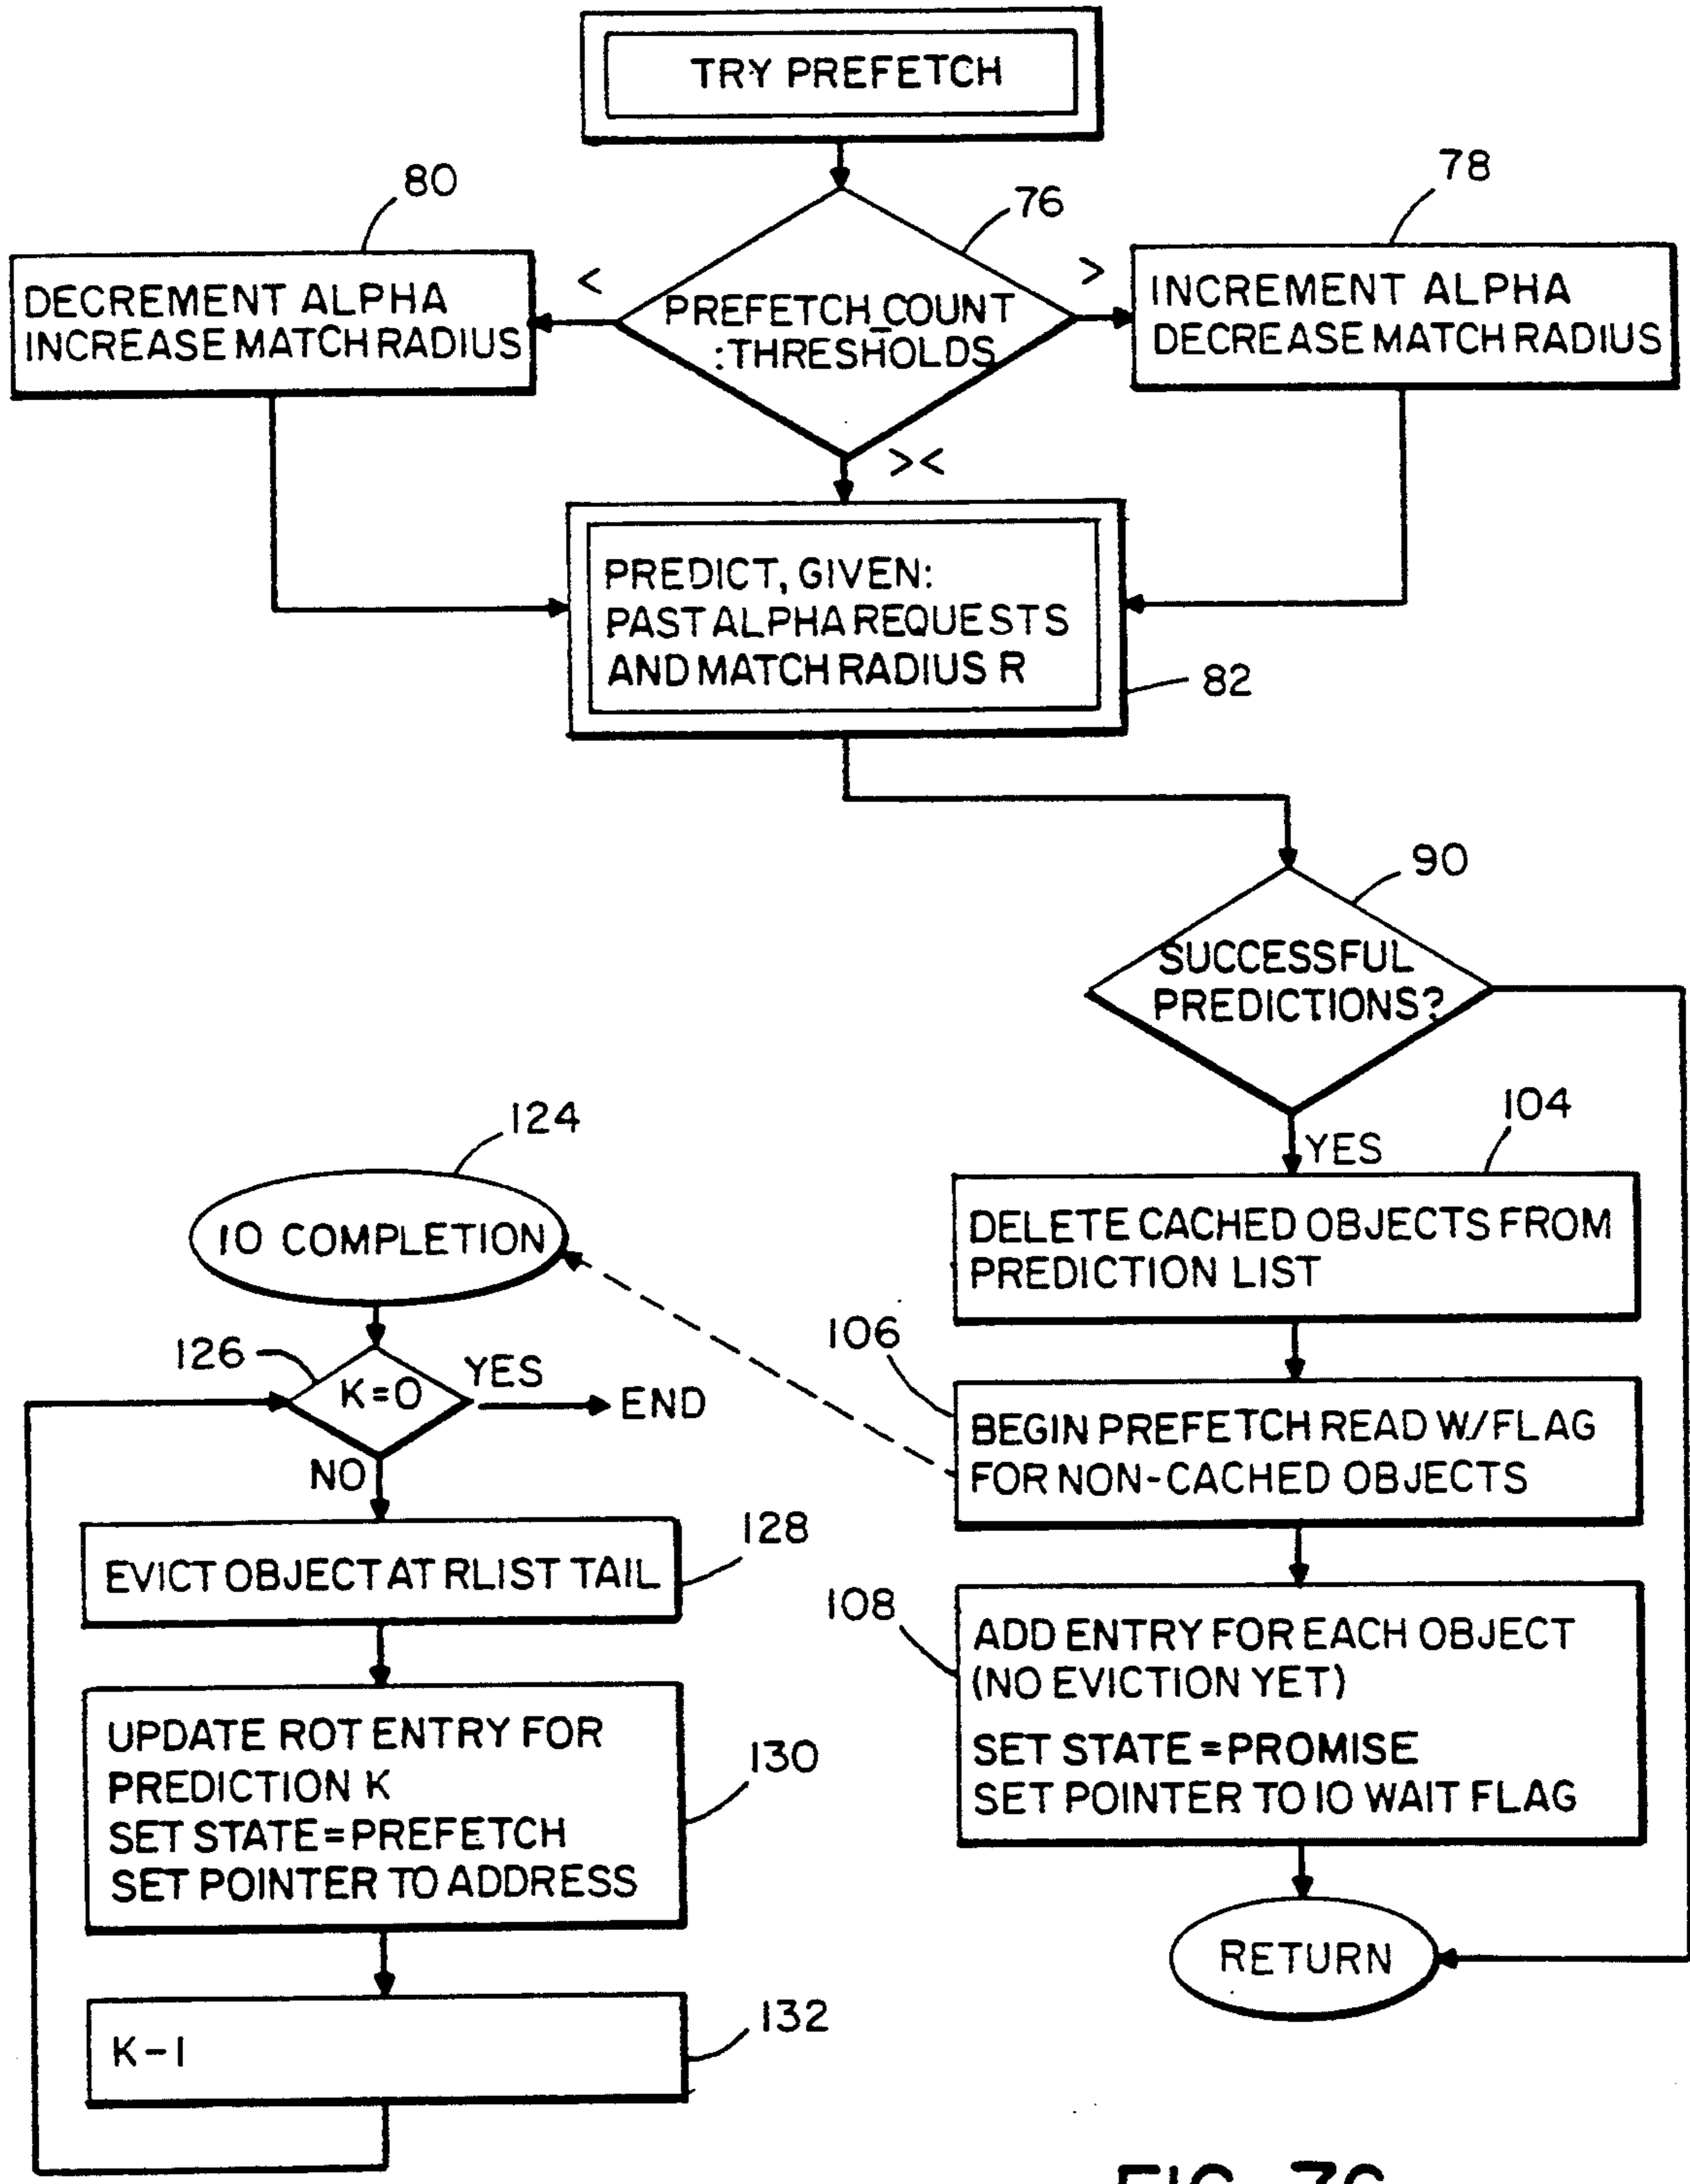 TRY PREFETCH
80
76
78
<
>
DECREMENT ALPHA
INCREASE MATCH RADIUS
PREFETCH_COUNT
:THRESHOLDS
INCREMENT ALPHA
DECREASE MATCH RADIUS
><
PREDICT, GIVEN:
PAST ALPHA REQUESTS
AND MATCH RADIUS R
82
90
SUCCESSFUL
PREDICTIONS?
YES
104
DELETE CACHED OBJECTS FROM
PREDICTION LIST
106
BEGIN PREFETCH READ W/FLAG
FOR NON-CACHED OBJECTS
108
ADD ENTRY FOR EACH OBJECT
(NO EVICTION YET)
SET STATE=PROMISE
SET POINTER TO IO WAIT FLAG
RETURN
124
IO COMPLETION
126
K=0
YES
END
NO
EVICT OBJECT AT RLIST TAIL
128
UPDATE ROT ENTRY FOR
PREDICTION K
SET STATE=PREFETCH
SET POINTER TO ADDRESS
130
K-1
132